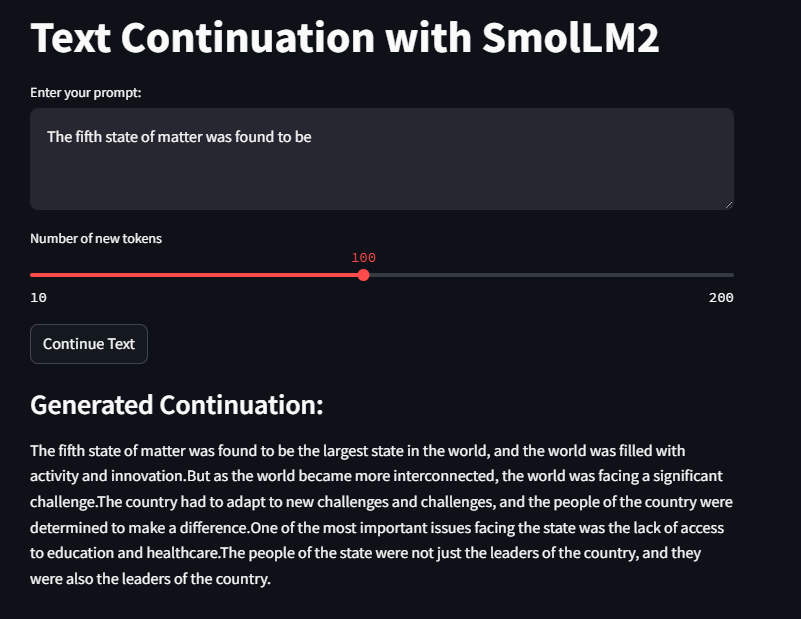 Text Continuation with SmolLM2
Enter your prompt:
The fifth state of matter was found to be
Number of new tokens
100
10
200
Continue Text
Generated Continuation:
The fifth state of matter was found to be the largest state in the world, and the world was filled with
activity and innovation.But as the world became more interconnected, the world was facing a significant
challenge.The country had to adapt to new challenges and challenges, and the people of the country were
determined to make a difference.One of the most important issues facing the state was the lack of access
to education and healthcare.The people of the state were not just the leaders of the country, and they
were also the leaders of the country.